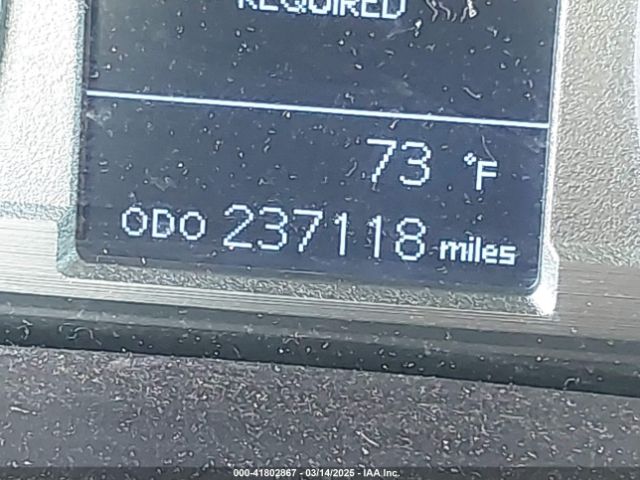 REQUIRED
73 °F
ODO 237118 miles
000-41802867 - 03/14/2025 - IAA Inc.